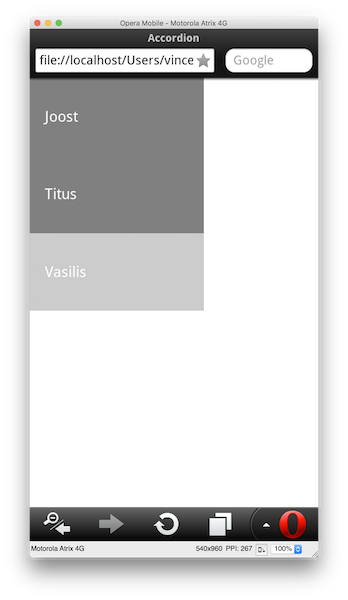 Opera Mobile - Motorola Atrix 4G
Accordion
file://localhost/Users/vince
Google
Joost
Titus
Vasilis
Motorola Atrix 4G 540x960 PPI: 267 100%